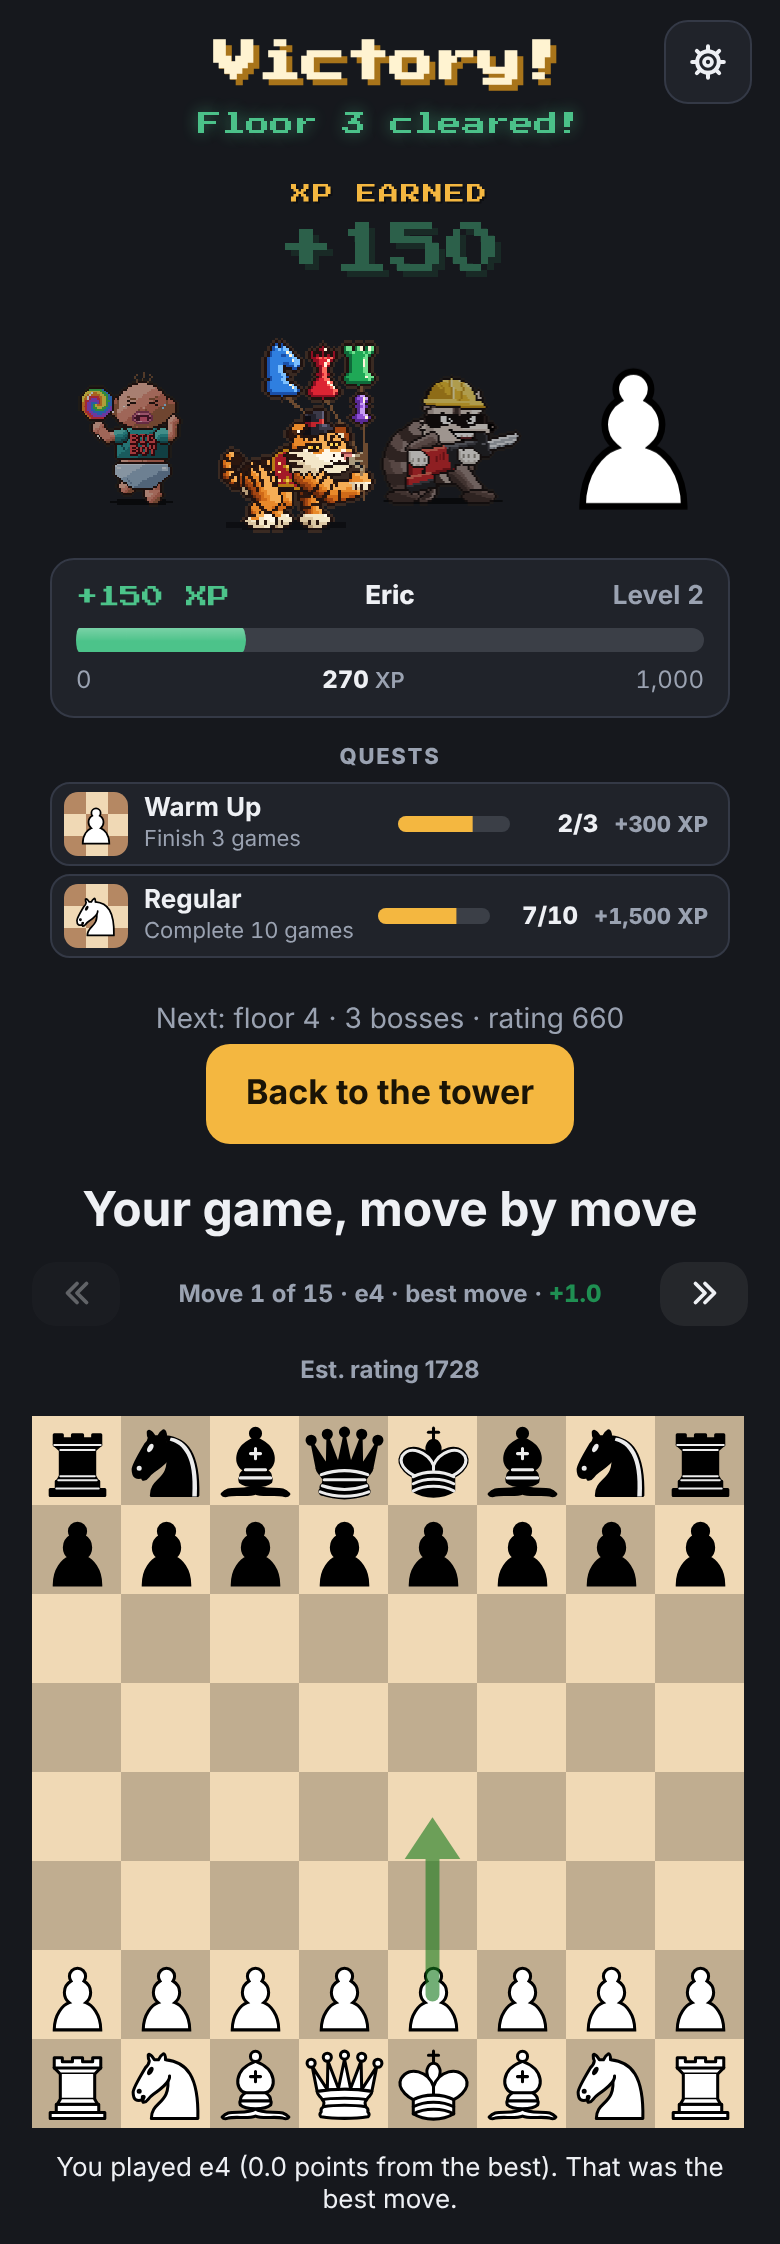 Victory!
Floor 3 cleared!
XP EARNED
+150
BIG
BOY
+150 XP Eric Level 2
0 270 XP 1,000
QUESTS
Warm Up
Finish 3 games
2/3 +300 XP
Regular
Complete 10 games
7/10 +1,500 XP
Next: floor 4 · 3 bosses · rating 660
Back to the tower
Your game, move by move
Move 1 of 15 · e4 · best move · +1.0
Est. rating 1728
You played e4 (0.0 points from the best). That was the
best move.